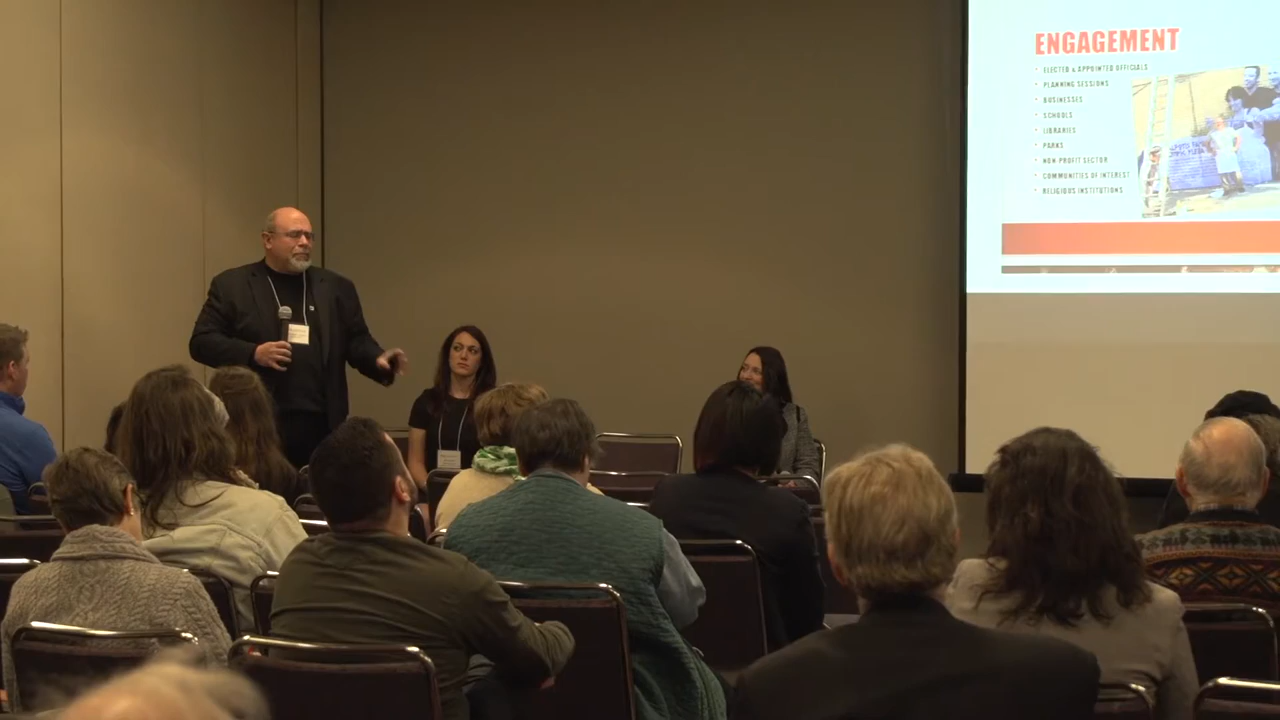 ENGAGEMENT
ELECTED & APPOINTED OFFICIALS
PLANNING SESSIONS
BUSINESSES
SCHOOLS
LIBRARIES
PARKS
NON-PROFIT SECTOR
COMMUNITIES OF INTEREST
RELIGIOUS INSTITUTIONS